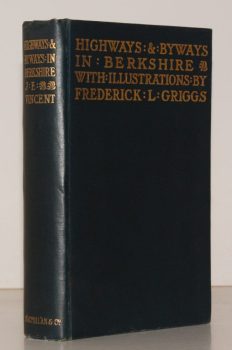 HIGHWAYS & BYWAYS
IN BERKSHIRE
WITH ILLUSTRATIONS BY
FREDERICK L GRIGGS
HIGHWAYS &
BYWAYS IN
BERKSHIRE
J E
VINCENT
MACMILLAN & Co